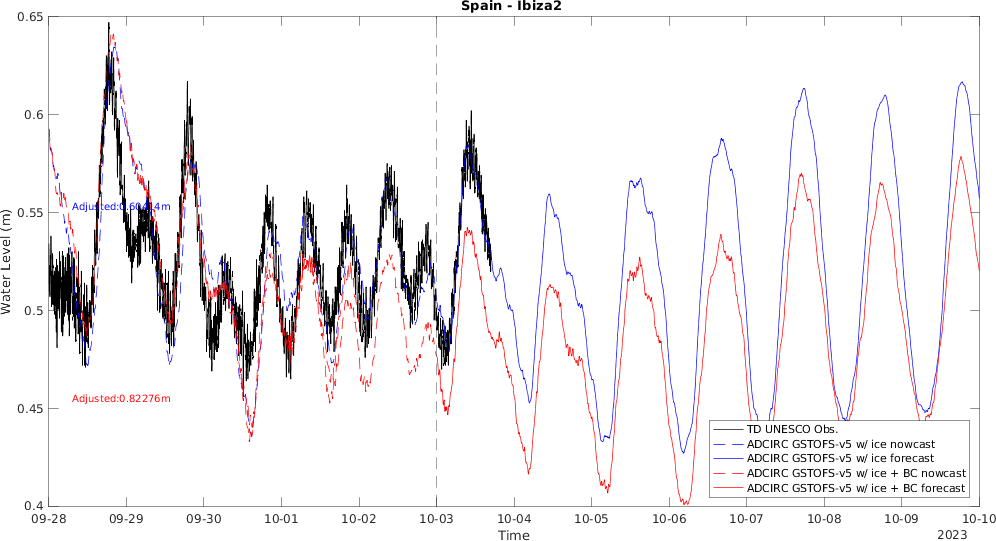 Spain - Ibiza2
Water Level (m)
0.65
0.6
0.55
0.5
0.45
0.4
Adjusted:0.60414m
Adjusted:0.82276m
TD UNESCO Obs.
ADCIRC GSTOFS-v5 w/ ice nowcast
ADCIRC GSTOFS-v5 w/ ice forecast
ADCIRC GSTOFS-v5 w/ ice + BC nowcast
ADCIRC GSTOFS-v5 w/ ice + BC forecast
09-28 09-29 09-30 10-01 10-02 10-03 10-04 10-05 10-06 10-07 10-08 10-09 10-10
Time
2023